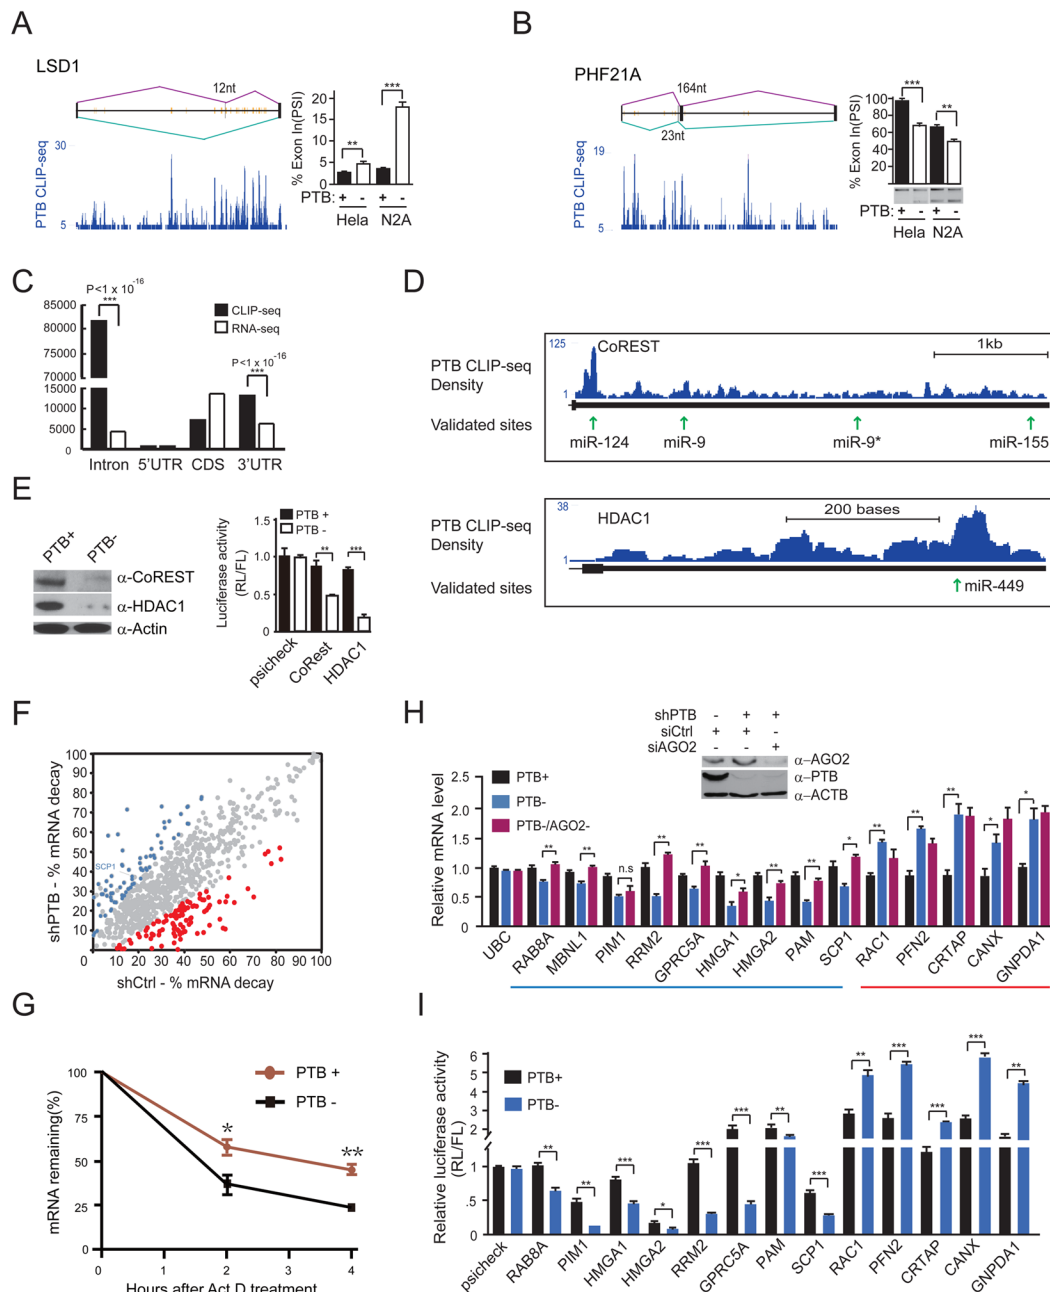 A
LSD1
12nt
30
PTB CLIP-seq
5
% Exon In(PSI)
20
15
10
5
0
**
***
PTB: + - + -
Hela N2A
B
PHF21A
164nt
23nt
19
PTB CLIP-seq
5
% Exon In(PSI)
100
80
60
40
20
***
**
PTB: + - + -
Hela N2A
C
P<1 x 10-16
***
85000
80000
75000
70000
15000
10000
5000
0
CLIP-seq
RNA-seq
P<1 x 10-16
***
Intron 5'UTR CDS 3'UTR
D
PTB CLIP-seq
Density
125
1
CoREST
1kb
Validated sites
miR-124 miR-9 miR-9* miR-155
PTB CLIP-seq
Density
38
1
HDAC1
200 bases
Validated sites
miR-449
E
PTB+ PTB-
α-CoREST
α-HDAC1
α-Actin
Luciferase activity
(RL/FL)
1.5
1.0
0.5
0
PTB +
PTB -
**
***
psicheck CoRest HDAC1
F
shPTB - % mRNA decay
100
90
80
70
60
50
40
30
20
10
SCP1
0 10 20 30 40 50 60 70 80 90 100
shCtrl - % mRNA decay
G
mRNA remaining(%)
100
75
50
25
0
PTB +
PTB -
*
**
0 1 2 3 4
Hours after Act D treatment
H
shPTB - + +
siCtrl + + -
siAGO2 - - +
α-AGO2
α-PTB
α-ACTB
Relative mRNA level
2.5
2.0
1.5
1.0
0.5
0
PTB+
PTB-
PTB-/AGO2-
** ** n.s ** ** * ** ** * ** ** ** * *
UBC RAB8A MBNL1 PIM1 RRM2 GPRC5A HMGA1 HMGA2 PAM SCP1 RAC1 PFN2 CRTAP CANX GNPDA1
I
Relative luciferase activity
(RL/FL)
6
5
4
3
2
1
.5
0
PTB+
PTB-
** ** *** * *** *** ** *** ** *** *** *** **
psicheck RAB8A PIM1 HMGA1 HMGA2 RRM2 GPRC5A PAM SCP1 RAC1 PFN2 CRTAP CANX GNPDA1